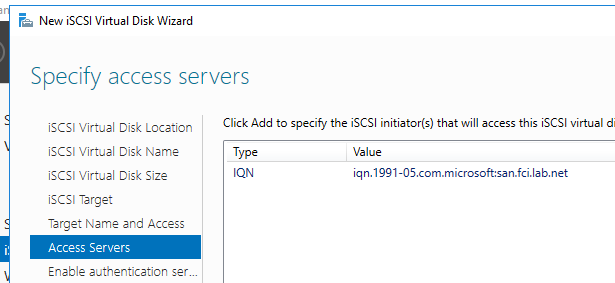 New iSCSI Virtual Disk Wizard
Specify access servers
iSCSI Virtual Disk Location
iSCSI Virtual Disk Name
iSCSI Virtual Disk Size
iSCSI Target
Target Name and Access
Access Servers
Enable authentication ser...
Click Add to specify the iSCSI initiator(s) that will access this iSCSI virtual
Type Value
IQN iqn.1991-05.com.microsoft:san.fci.lab.net